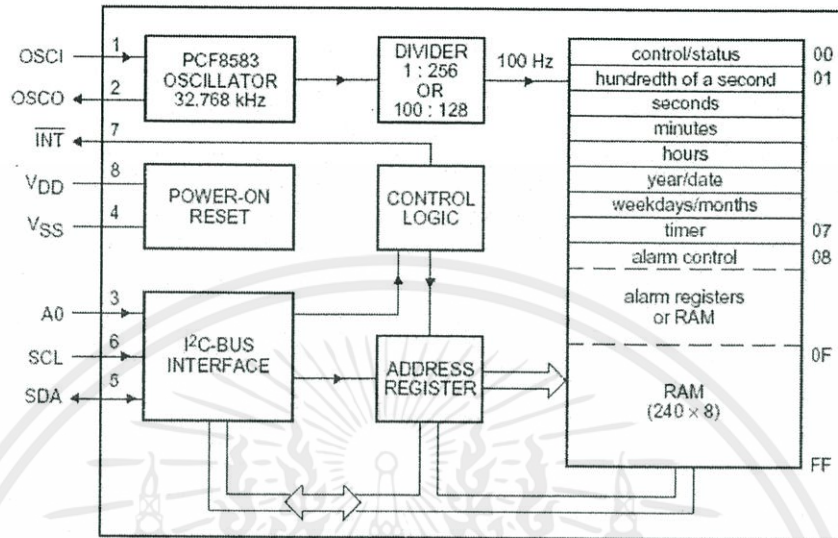 OSCI
1
OSCO
2
INT
7
VDD
8
VSS
4
A0
3
SCL
6
SDA
5
PCF8583
OSCILLATOR
32.768 kHz
DIVIDER
1 : 256
OR
100 : 128
100 Hz
POWER-ON
RESET
CONTROL
LOGIC
I²C-BUS
INTERFACE
ADDRESS
REGISTER
control/status
00
hundredth of a second
01
seconds
minutes
hours
year/date
weekdays/months
timer
07
alarm control
08
alarm registers
or RAM
0F
RAM
(240 × 8)
FF